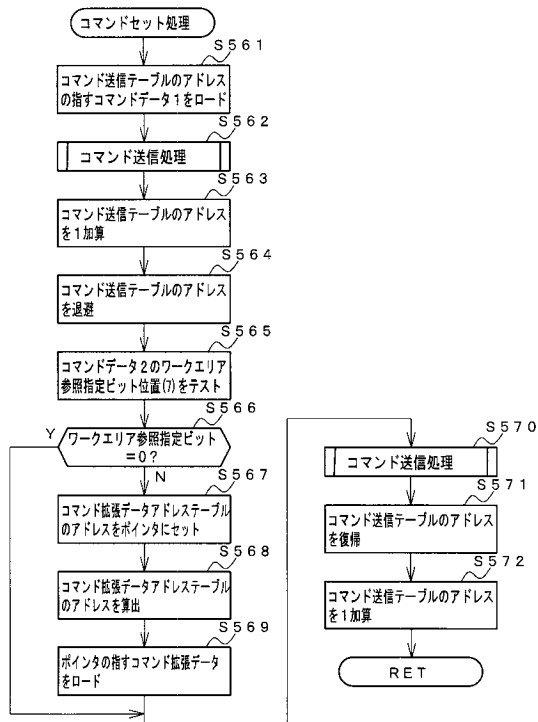 コマンドセット処理
S561
コマンド送信テーブルのアドレス
の指すコマンドデータ1をロード
S562
コマンド送信処理
S563
コマンド送信テーブルのアドレス
を1加算
S564
コマンド送信テーブルのアドレス
を退避
S565
コマンドデータ2のワークエリア
参照指定ビット位置(7)をテスト
S566
Y
ワークエリア参照指定ビット
=0?
N
S567
コマンド拡張データアドレステーブル
のアドレスをポインタにセット
S568
コマンド拡張データアドレステーブル
のアドレスを算出
S569
ポインタの指すコマンド拡張データ
をロード
S570
コマンド送信処理
S571
コマンド送信テーブルのアドレス
を復帰
S572
コマンド送信テーブルのアドレス
を1加算
RET